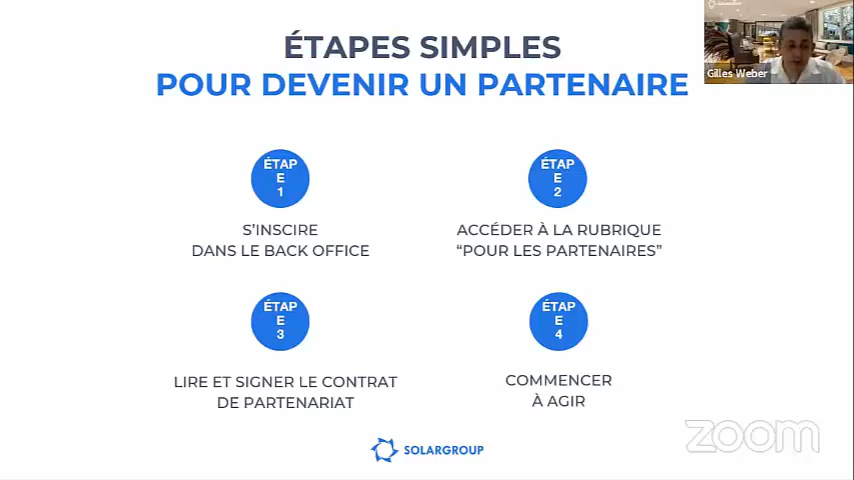 ÉTAPES SIMPLES
POUR DEVENIR UN PARTENAIRE
Gilles Weber
ÉTAP
E
1
S’INSCIRE
DANS LE BACK OFFICE
ÉTAP
E
2
ACCÉDER À LA RUBRIQUE
“POUR LES PARTENAIRES”
ÉTAP
E
3
LIRE ET SIGNER LE CONTRAT
DE PARTENARIAT
ÉTAP
E
4
COMMENCER
À AGIR
SOLARGROUP
zoom